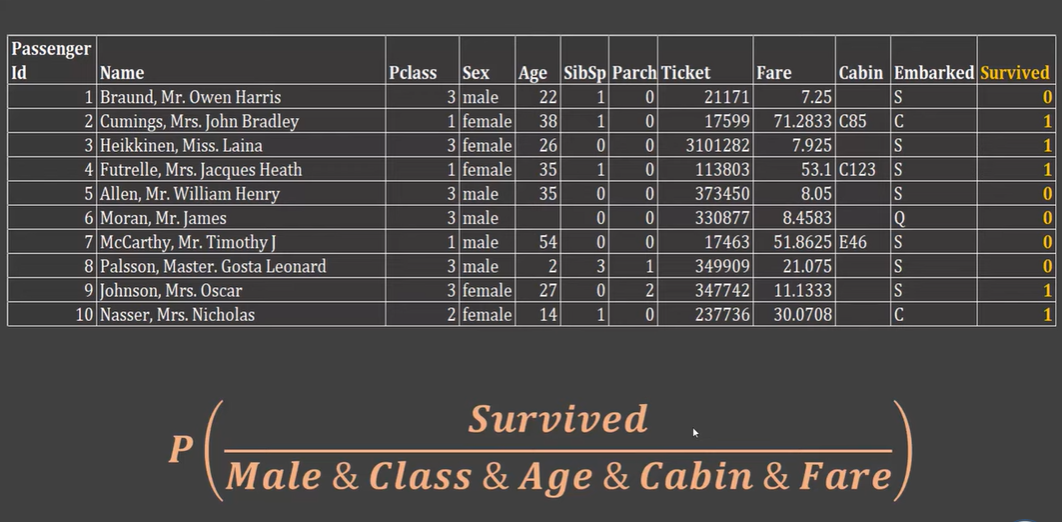 Passenger Id Name Pclass Sex Age SibSp Parch Ticket Fare Cabin Embarked Survived
1 Braund, Mr. Owen Harris 3 male 22 1 0 21171 7.25 S 0
2 Cumings, Mrs. John Bradley 1 female 38 1 0 17599 71.2833 C85 C 1
3 Heikkinen, Miss. Laina 3 female 26 0 0 3101282 7.925 S 1
4 Futrelle, Mrs. Jacques Heath 1 female 35 1 0 113803 53.1 C123 S 1
5 Allen, Mr. William Henry 3 male 35 0 0 373450 8.05 S 0
6 Moran, Mr. James 3 male 0 0 330877 8.4583 Q 0
7 McCarthy, Mr. Timothy J 1 male 54 0 0 17463 51.8625 E46 S 0
8 Palsson, Master. Gosta Leonard 3 male 2 3 1 349909 21.075 S 0
9 Johnson, Mrs. Oscar 3 female 27 0 2 347742 11.1333 S 1
10 Nasser, Mrs. Nicholas 2 female 14 1 0 237736 30.0708 C 1
P ( Survived
Male & Class & Age & Cabin & Fare )